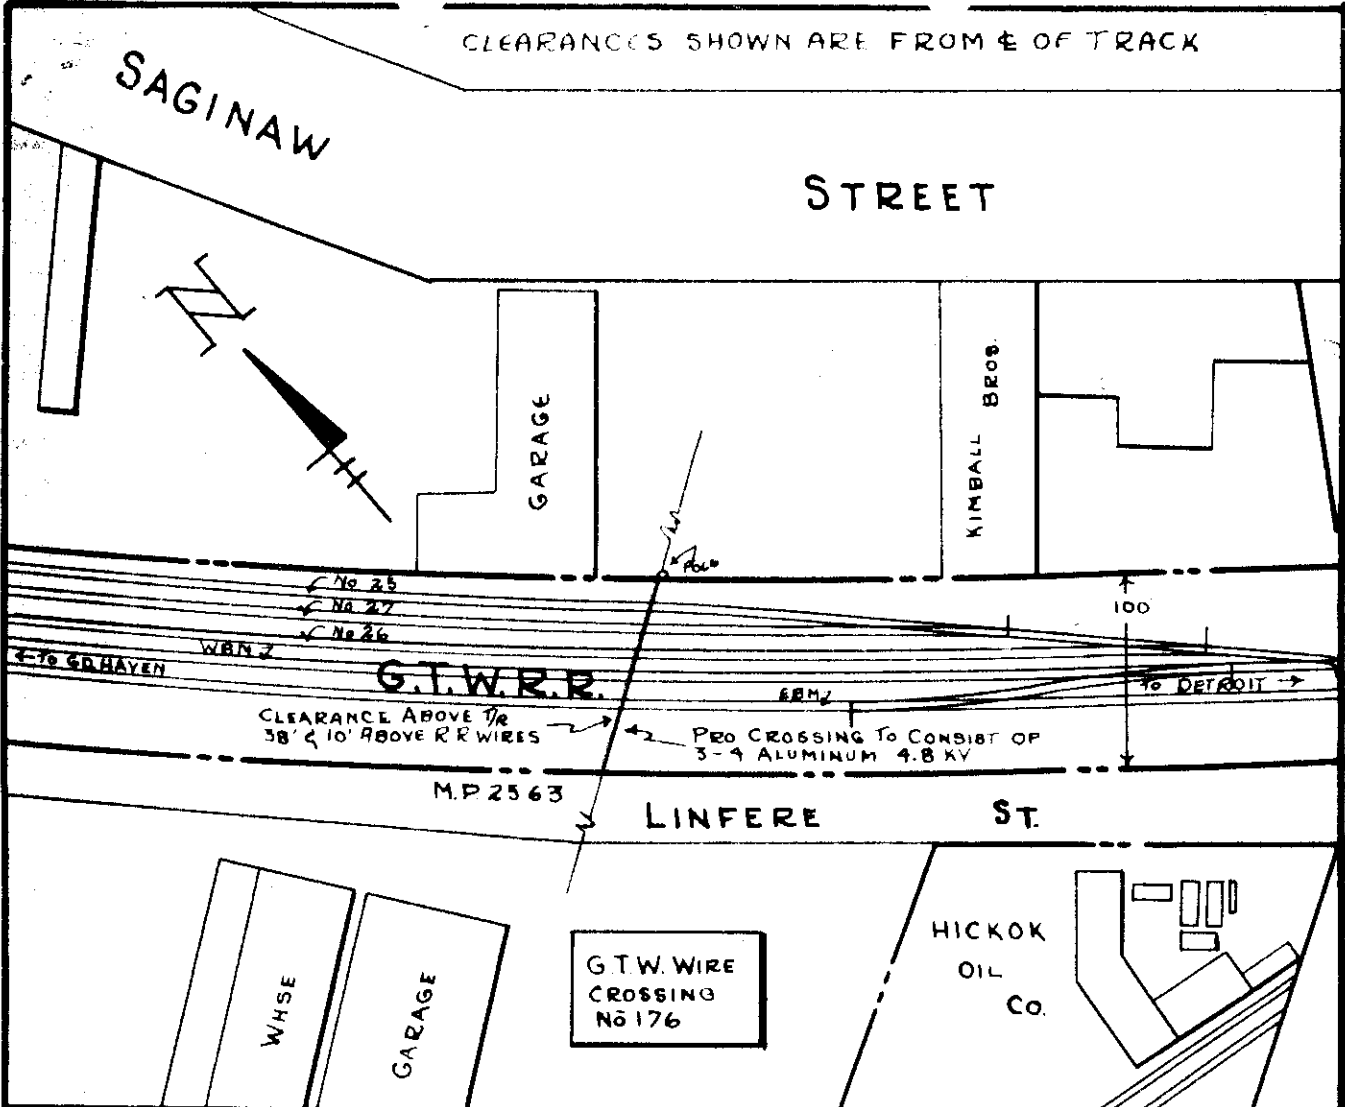 CLEARANCES SHOWN ARE FROM ⅊ OF TRACK
SAGINAW
STREET
N
GARAGE
KIMBALL BROS.
POLE
No 25
No 27
No 26
100
WBM
← TO GD. HAVEN
G.T.W.R.R.
EBM
TO DETROIT →
CLEARANCE ABOVE T/R
38' & 10' ABOVE R R WIRES
PRO CROSSING TO CONSIST OF
3-4 ALUMINUM 4.8 KV
M.P. 25 63
LINFERE ST.
WHSE
GARAGE
G.T.W. WIRE
CROSSING
No 176
HICKOK
OIL
CO.